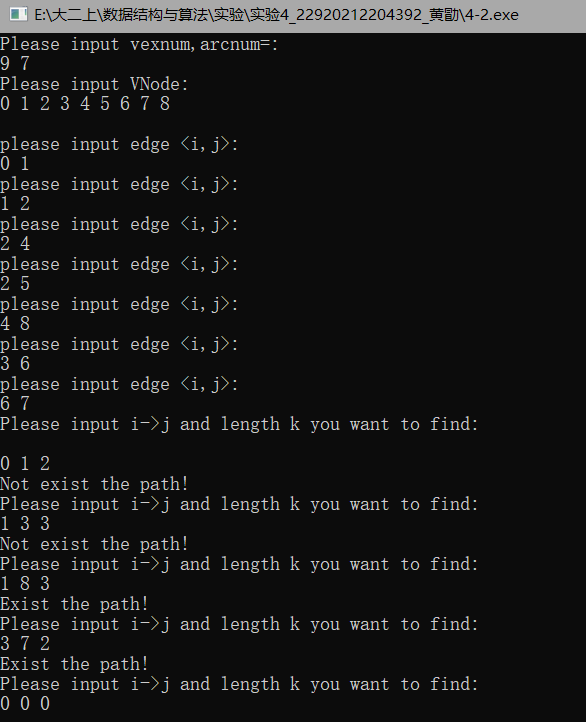 E:\大二上\数据结构与算法\实验\实验4_22920212204392_黄勖\4-2.exe
Please input vexnum,arcnum=:
9 7
Please input VNode:
0 1 2 3 4 5 6 7 8
please input edge <i,j>:
0 1
please input edge <i,j>:
1 2
please input edge <i,j>:
2 4
please input edge <i,j>:
2 5
please input edge <i,j>:
4 8
please input edge <i,j>:
3 6
please input edge <i,j>:
6 7
Please input i->j and length k you want to find:
0 1 2
Not exist the path!
Please input i->j and length k you want to find:
1 3 3
Not exist the path!
Please input i->j and length k you want to find:
1 8 3
Exist the path!
Please input i->j and length k you want to find:
3 7 2
Exist the path!
Please input i->j and length k you want to find:
0 0 0